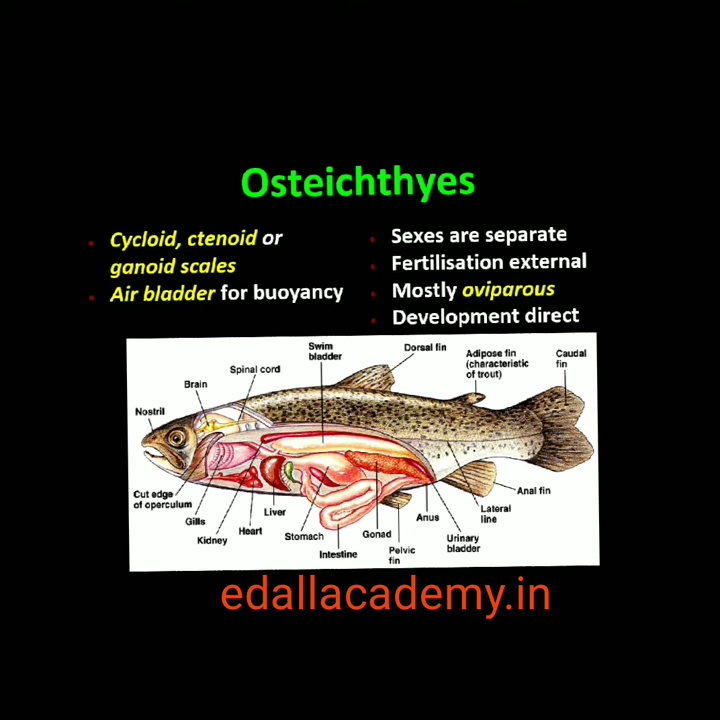 Osteichthyes
Cycloid, ctenoid or
ganoid scales
Air bladder for buoyancy
Sexes are separate
Fertilisation external
Mostly oviparous
Development direct
Swim
bladder
Dorsal fin
Adipose fin
(characteristic
of trout)
Caudal
fin
Spinal cord
Brain
Nostril
Cut edge
of operculum
Gills
Kidney
Heart
Liver
Stomach
Intestine
Gonad
Pelvic
fin
Anus
Urinary
bladder
Lateral
line
Anal fin
edallacademy.in